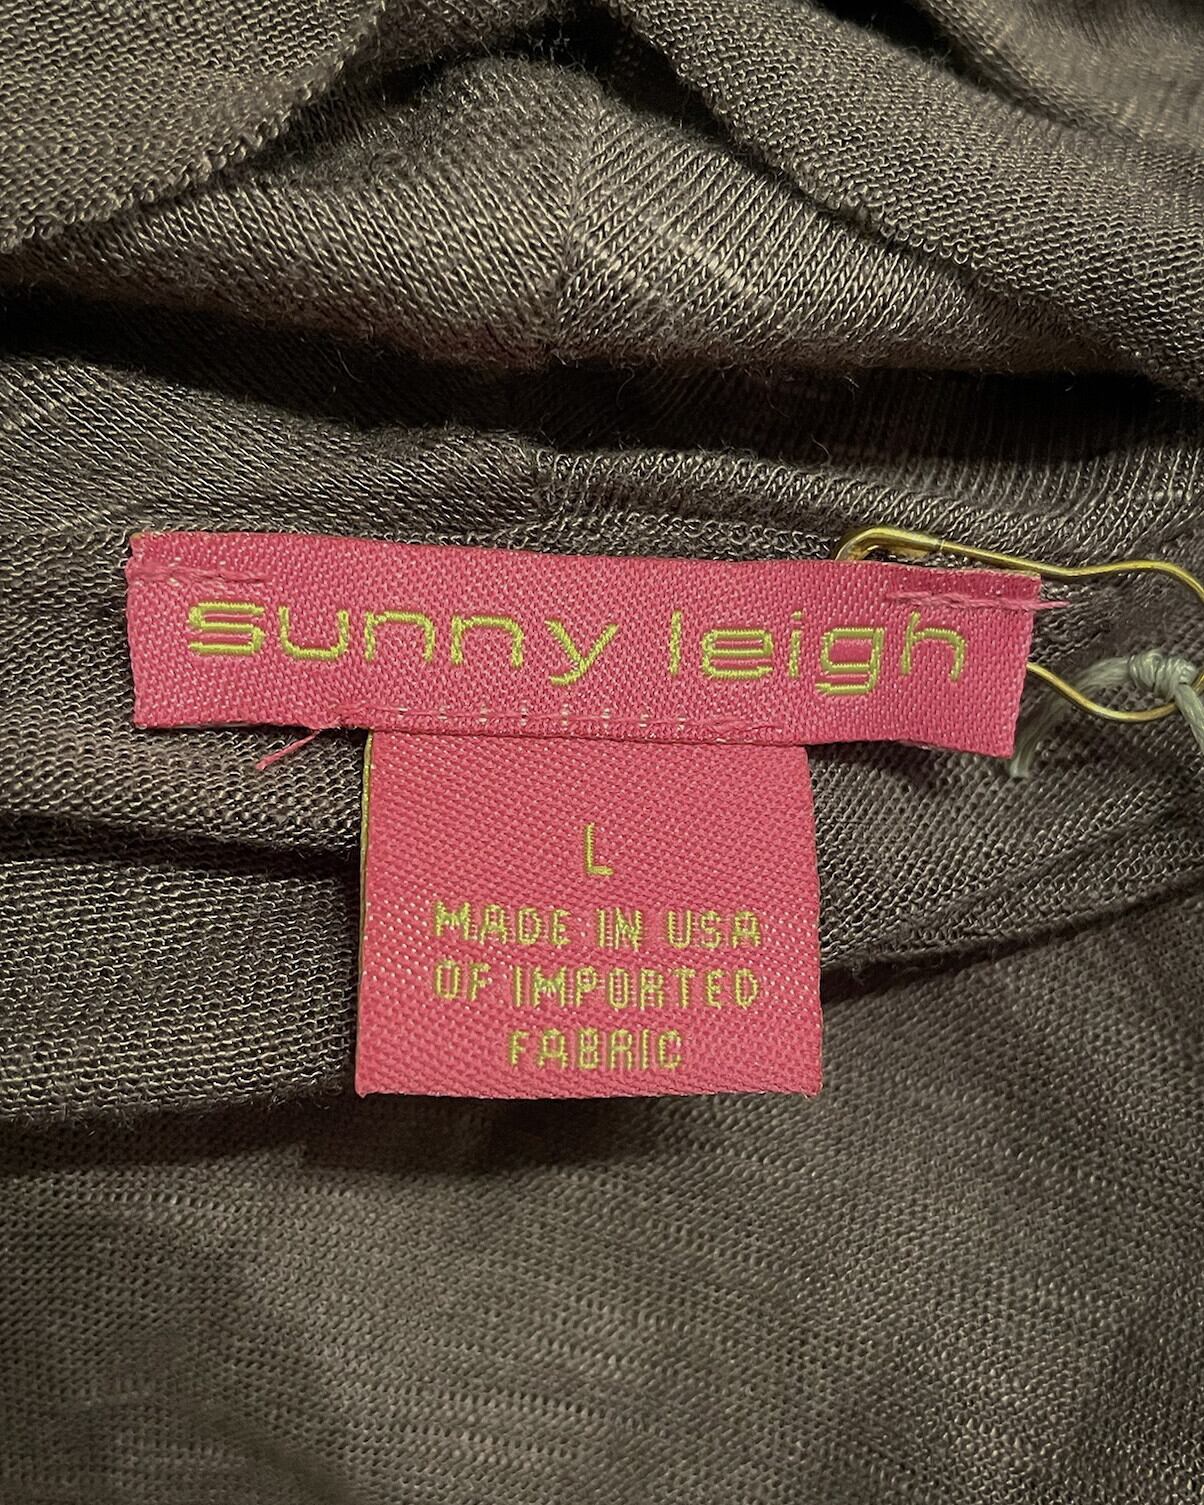 sunny leigh
L
MADE IN USA
OF IMPORTED
FABRIC